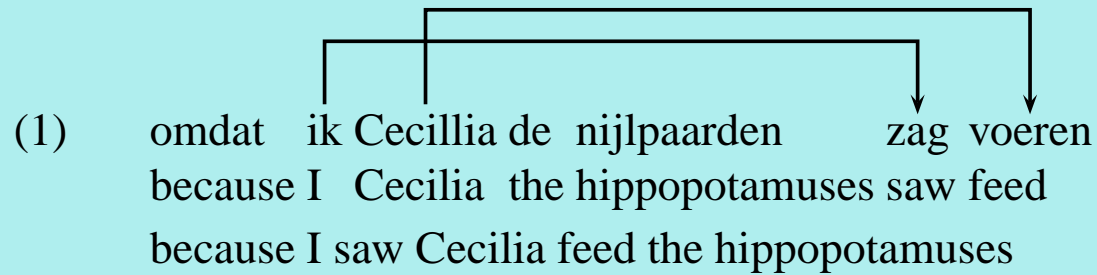 (1) omdat ik Cecillia de nijlpaarden zag voeren
because I Cecilia the hippopotamuses saw feed
because I saw Cecilia feed the hippopotamuses